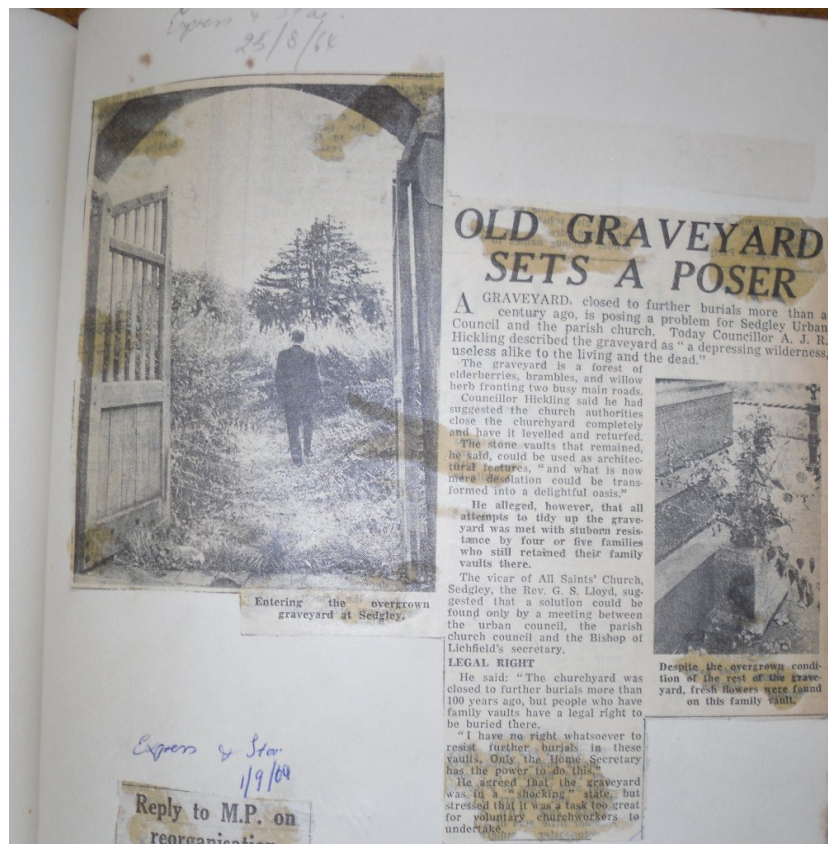 Express & Star.
25/8/64
OLD GRAVEYARD
SETS A POSER
A GRAVEYARD, closed to further burials more than a
century ago, is posing a problem for Sedgley Urban
Council and the parish church. Today Councillor A. J. R.
Hickling described the graveyard as " a depressing wilderness,
useless alike to the living and the dead."
The graveyard is a forest of
elderberries, brambles, and willow
herb fronting two busy main roads.
Councillor Hickling said he had
suggested the church authorities
close the churchyard completely
and have it levelled and returfed.
The stone vaults that remained,
he said, could be used as architec-
tural features, "and what is now
mere desolation could be trans-
formed into a delightful oasis."
He alleged, however, that all
attempts to tidy up the grave-
yard was met with stuborn resis-
tance by four or five families
who still retained their family
vaults there.
The vicar of All Saints' Church,
Sedgley, the Rev. G. S. Lloyd, sug-
gested that a solution could be
found only by a meeting between
the urban council, the parish
church council and the Bishop of
Lichfield's secretary.
LEGAL RIGHT
He said: "The churchyard was
closed to further burials more than
100 years ago, but people who have
family vaults have a legal right to
be buried there.
"I have no right whatsoever to
resist further burials in these
vaults. Only the Home Secretary
has the power to do this."
He agreed that the graveyard
was in a "shocking" state, but
stressed that it was a task too great
for voluntary churchworkers to
undertake.
Entering the overgrown
graveyard at Sedgley.
Despite the overgrown condi-
tion of the rest of the grave-
yard, fresh flowers were found
on this family vault.
Express & Star.
1/9/64
Reply to M.P. on
reorganisation